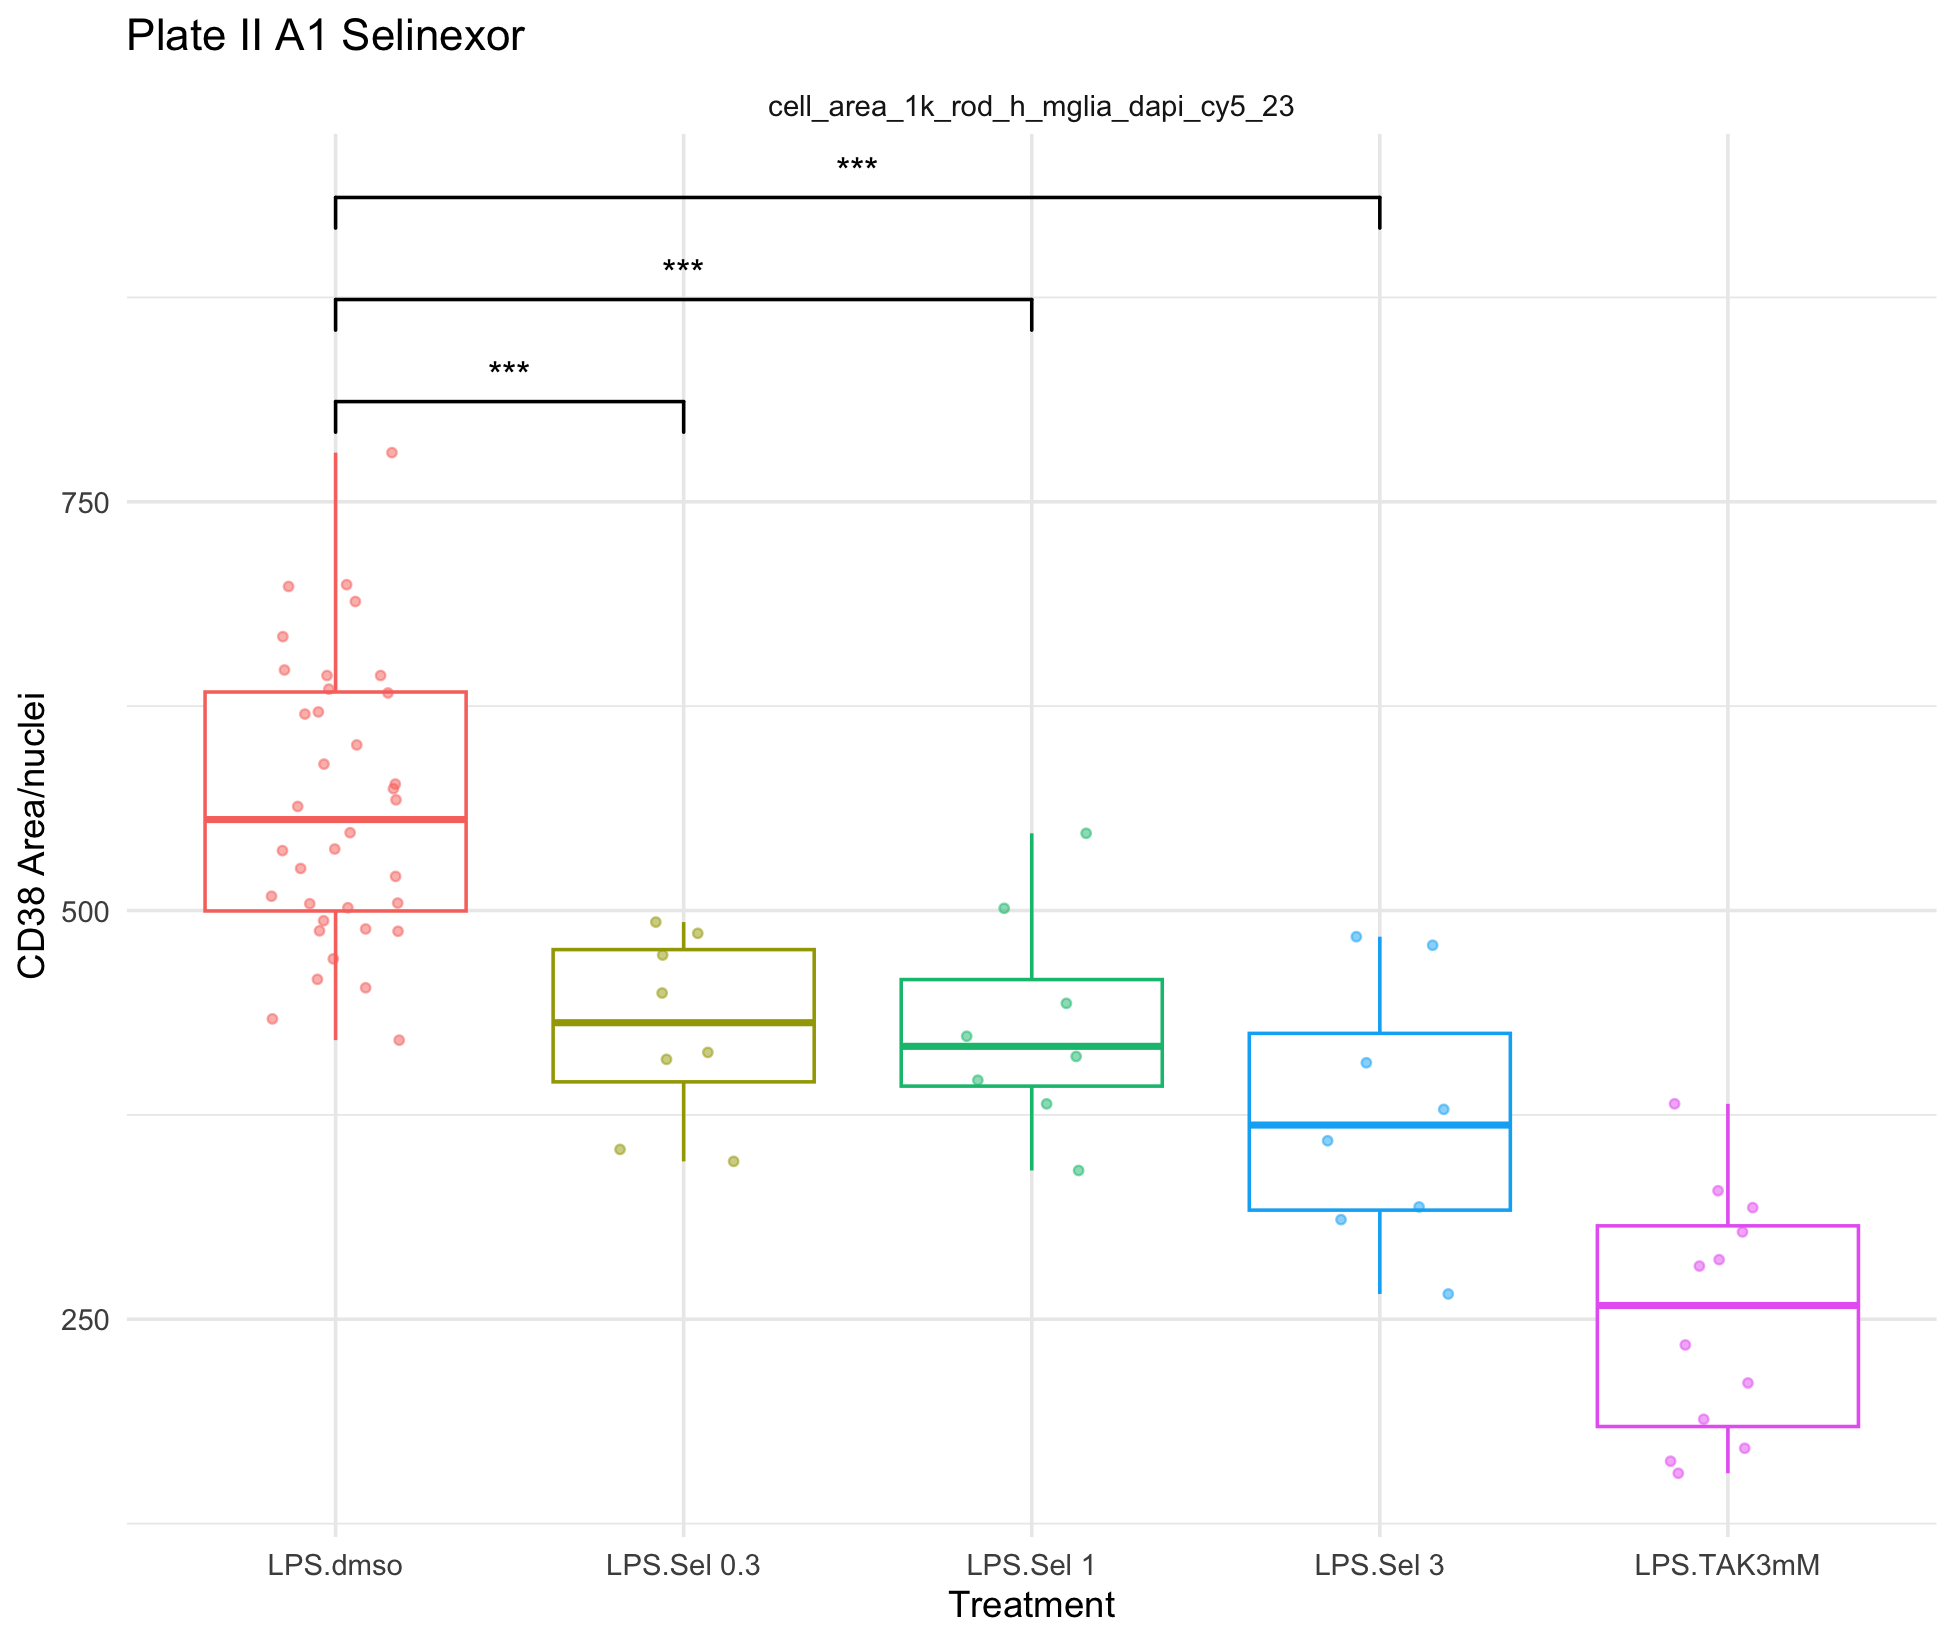 Plate II A1 Selinexor
cell_area_1k_rod_h_mglia_dapi_cy5_23
***
***
***
750
500
250
CD38 Area/nuclei
LPS.dmso
LPS.Sel 0.3
LPS.Sel 1
LPS.Sel 3
LPS.TAK3mM
Treatment